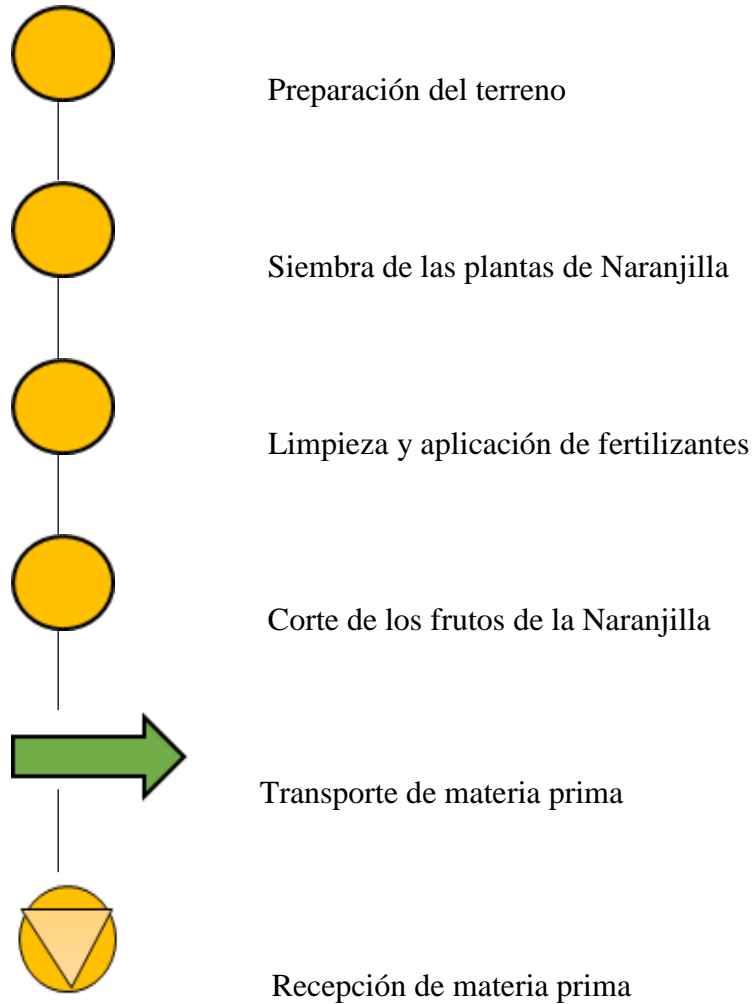 Preparación del terreno
Siembra de las plantas de Naranjilla
Limpieza y aplicación de fertilizantes
Corte de los frutos de la Naranjilla
Transporte de materia prima
Recepción de materia prima